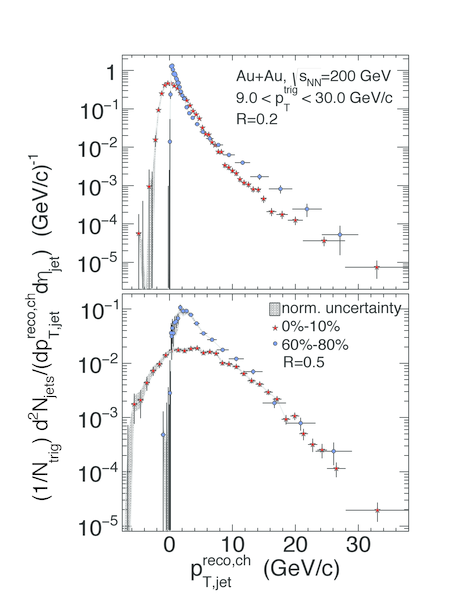 Au+Au, √sNN=200 GeV
9.0 < pTtrig < 30.0 GeV/c
R=0.2
1
10-1
10-2
10-3
10-4
10-5
(1/Ntrig) d2Njets/(dpT,jetreco,ch dηjet) (GeV/c)-1
norm. uncertainty
0%-10%
60%-80%
R=0.5
10-1
10-2
10-3
10-4
10-5
0 10 20 30
pT,jetreco,ch (GeV/c)